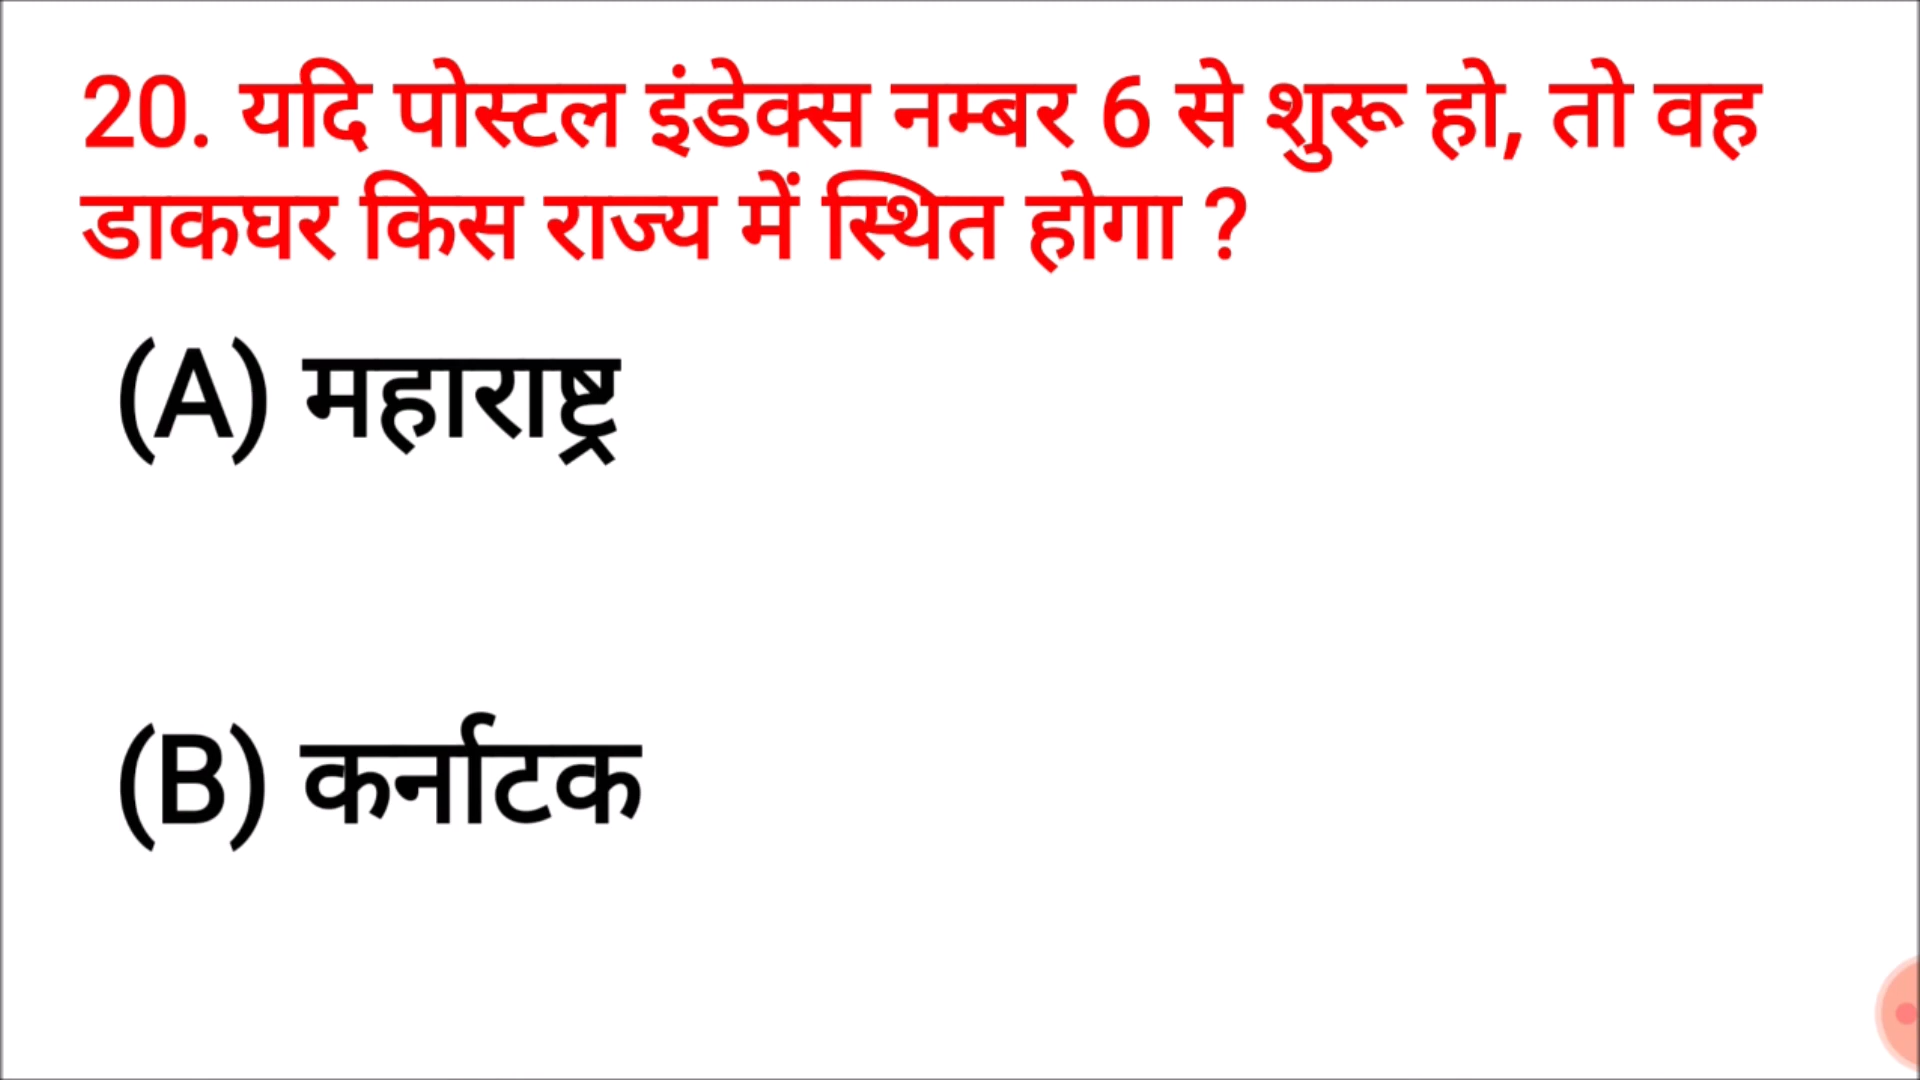 20. यदि पोस्टल इंडेक्स नम्बर 6 से शुरू हो, तो वह
डाकघर किस राज्य में स्थित होगा ?
(A) महाराष्ट्र
(B) कर्नाटक